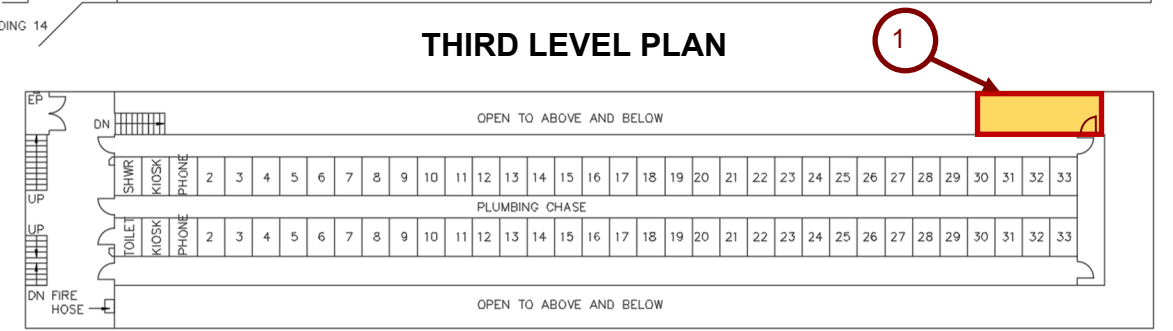 DING 14
THIRD LEVEL PLAN
1
EP
DN
OPEN TO ABOVE AND BELOW
UP
SHWR KIOSK PHONE 2 3 4 5 6 7 8 9 10 11 12 13 14 15 16 17 18 19 20 21 22 23 24 25 26 27 28 29 30 31 32 33
PLUMBING CHASE
UP
TOILET KIOSK PHONE 2 3 4 5 6 7 8 9 10 11 12 13 14 15 16 17 18 19 20 21 22 23 24 25 26 27 28 29 30 31 32 33
DN FIRE
HOSE
OPEN TO ABOVE AND BELOW